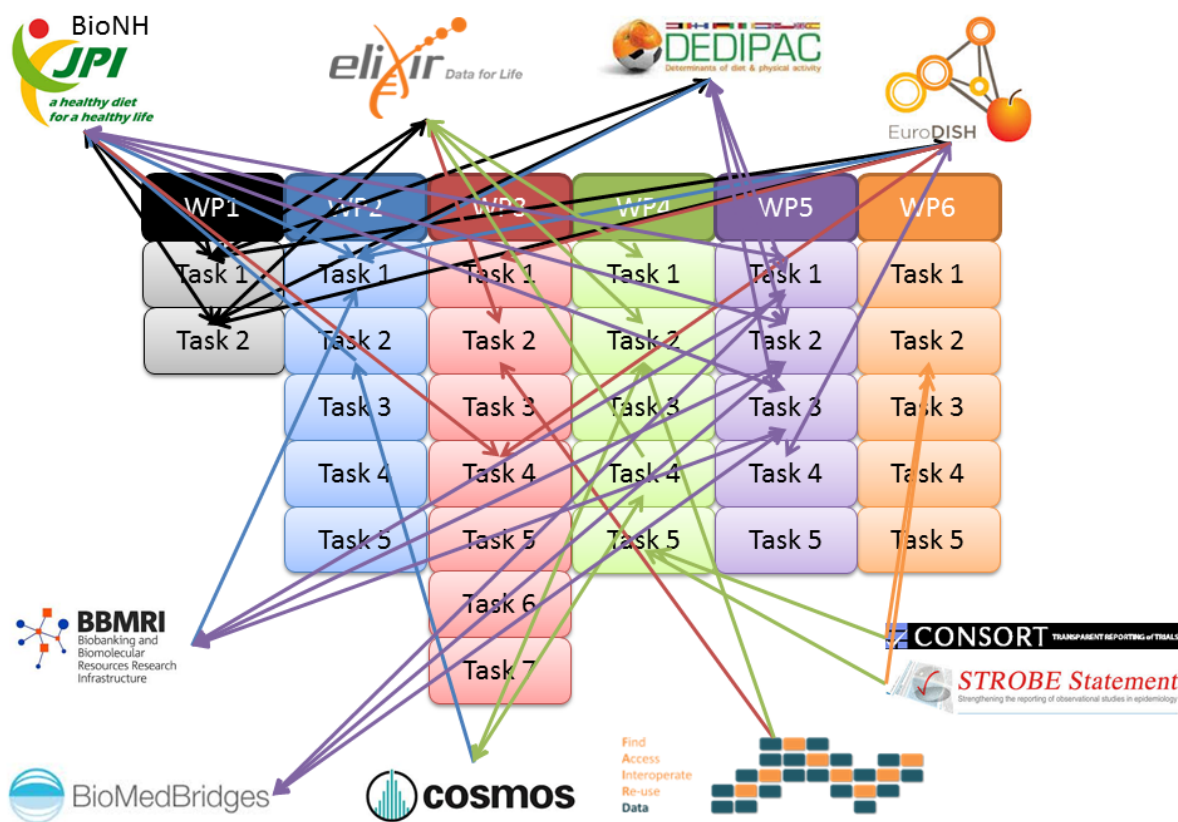 BioNH
JPI
a healthy diet
for a healthy life
elixir Data for Life
DEDIPAC
Determinants of diet & physical activity
EuroDISH
WP1 WP2 WP3 WP4 WP5 WP6
Task 1 Task 1 Task 1 Task 1 Task 1 Task 1
Task 2 Task 2 Task 2 Task 2 Task 2 Task 2
Task 3 Task 3 Task 3 Task 3 Task 3
Task 4 Task 4 Task 4 Task 4 Task 4
Task 5 Task 5 Task 5 Task 5 Task 5
Task 6
Task 7
BBMRI
Biobanking and
Biomolecular
Resources Research
Infrastructure
CONSORT TRANSPARENT REPORTING of TRIALS
STROBE Statement
Strengthening the reporting of observational studies in epidemiology
BioMedBridges
cosmos
Find
Access
Interoperate
Re-use
Data